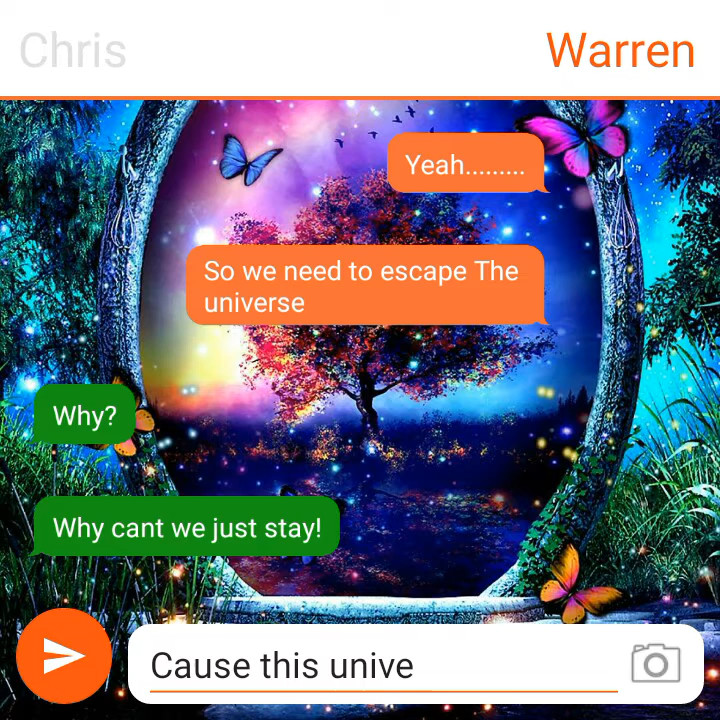 Chris
Warren
Yeah.........
So we need to escape The
universe
Why?
Why cant we just stay!
Cause this unive